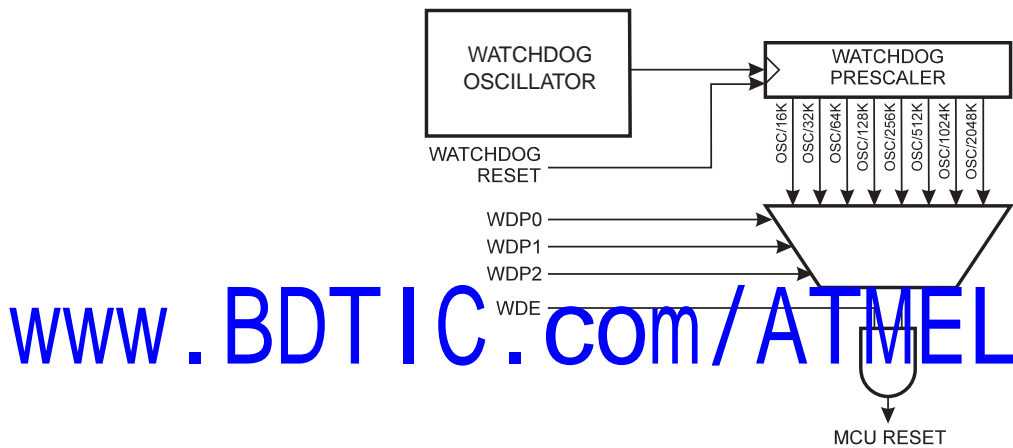 WATCHDOG
OSCILLATOR
WATCHDOG
PRESCALER
OSC/16K
OSC/32K
OSC/64K
OSC/128K
OSC/256K
OSC/512K
OSC/1024K
OSC/2048K
WATCHDOG
RESET
WDP0
WDP1
WDP2
WDE
www.BDTIC.com/ATMEL
MCU RESET